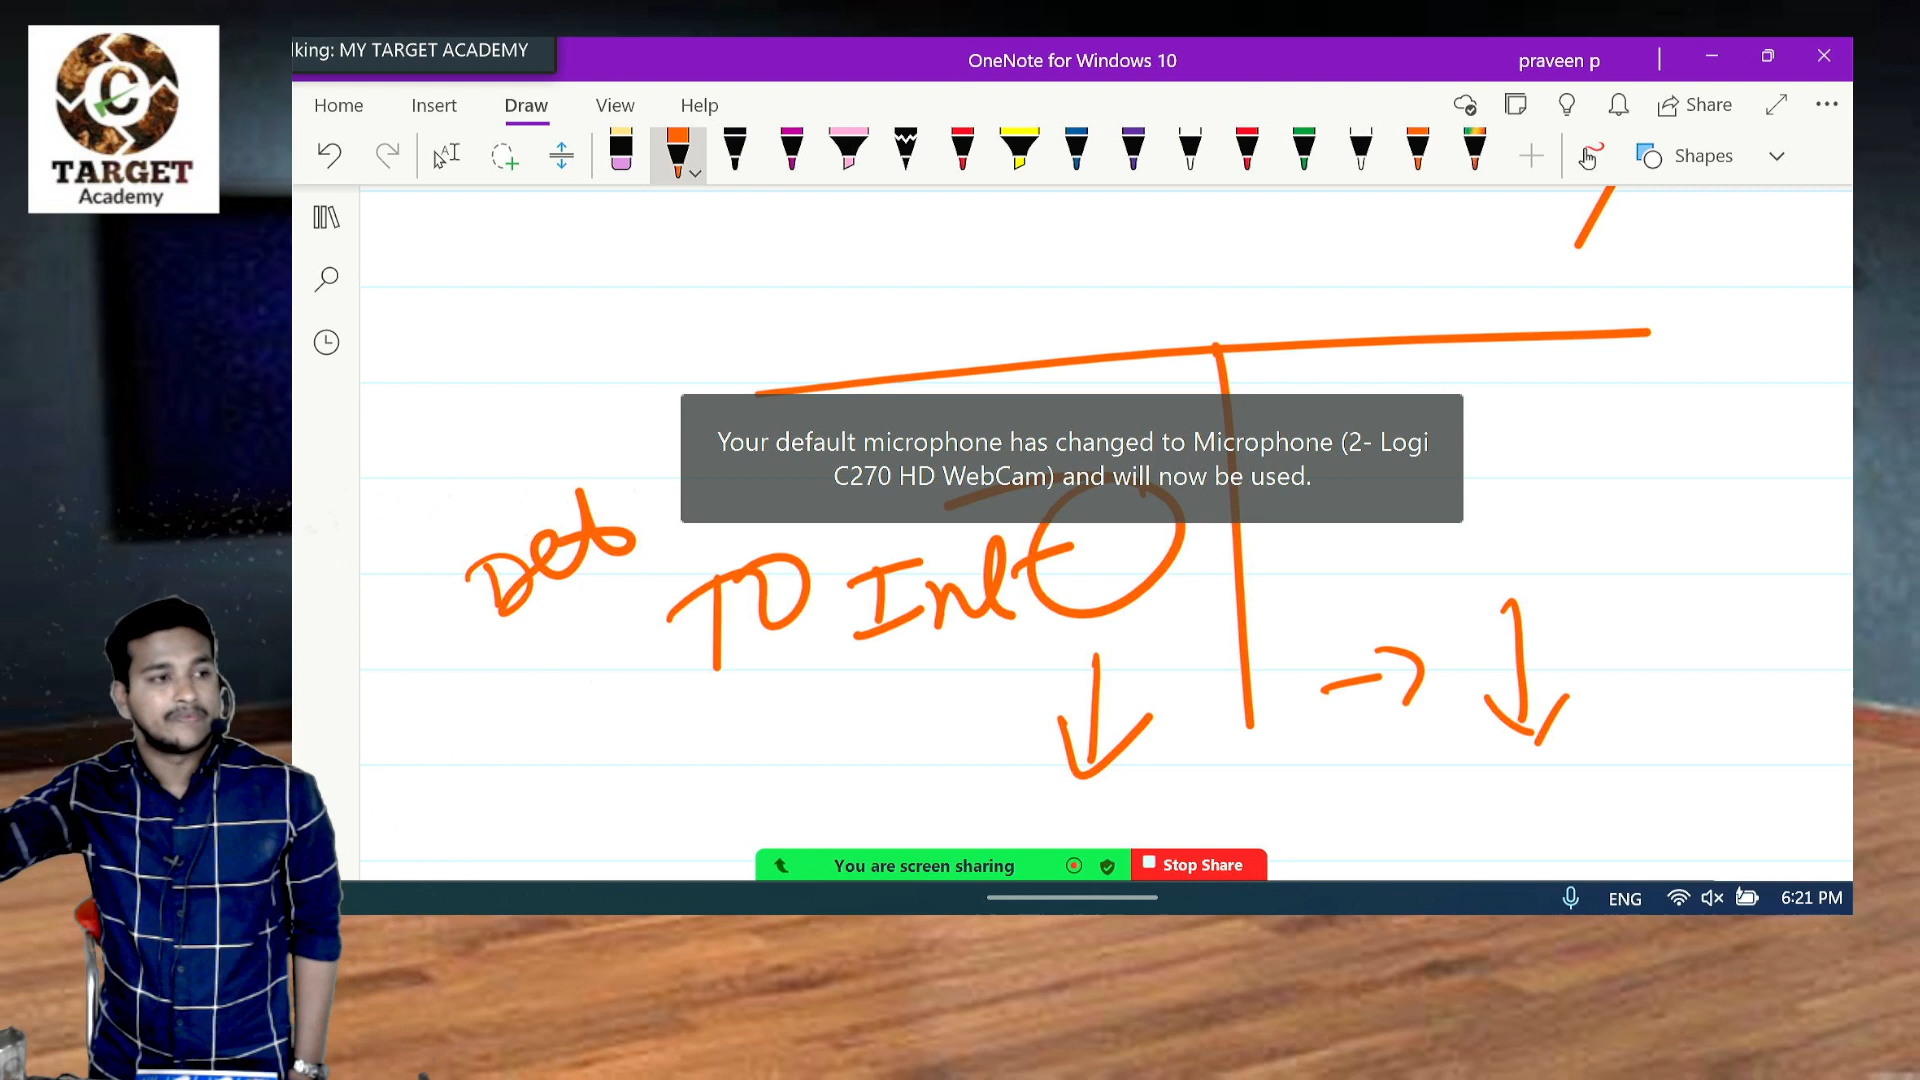 TARGET
Academy
lking: MY TARGET ACADEMY
OneNote for Windows 10
praveen p
Home Insert Draw View Help
Share
Shapes
Your default microphone has changed to Microphone (2- Logi
C270 HD WebCam) and will now be used.
Deb
TO Int
You are screen sharing
Stop Share
ENG
6:21 PM